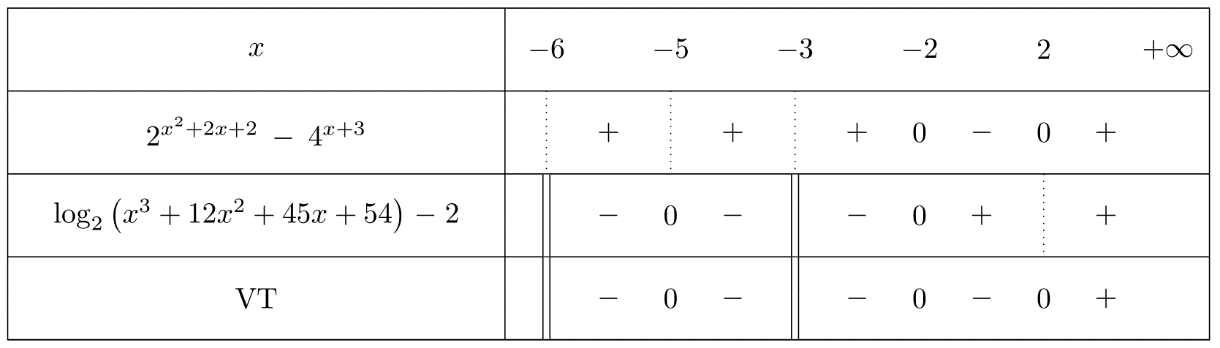 x −6 −5 −3 −2 2 +∞
2^{x^2+2x+2} − 4^{x+3} + + + 0 − 0 +
log_2 (x^3 + 12x^2 + 45x + 54) − 2 − 0 − − 0 + +
VT − 0 − − 0 − 0 +